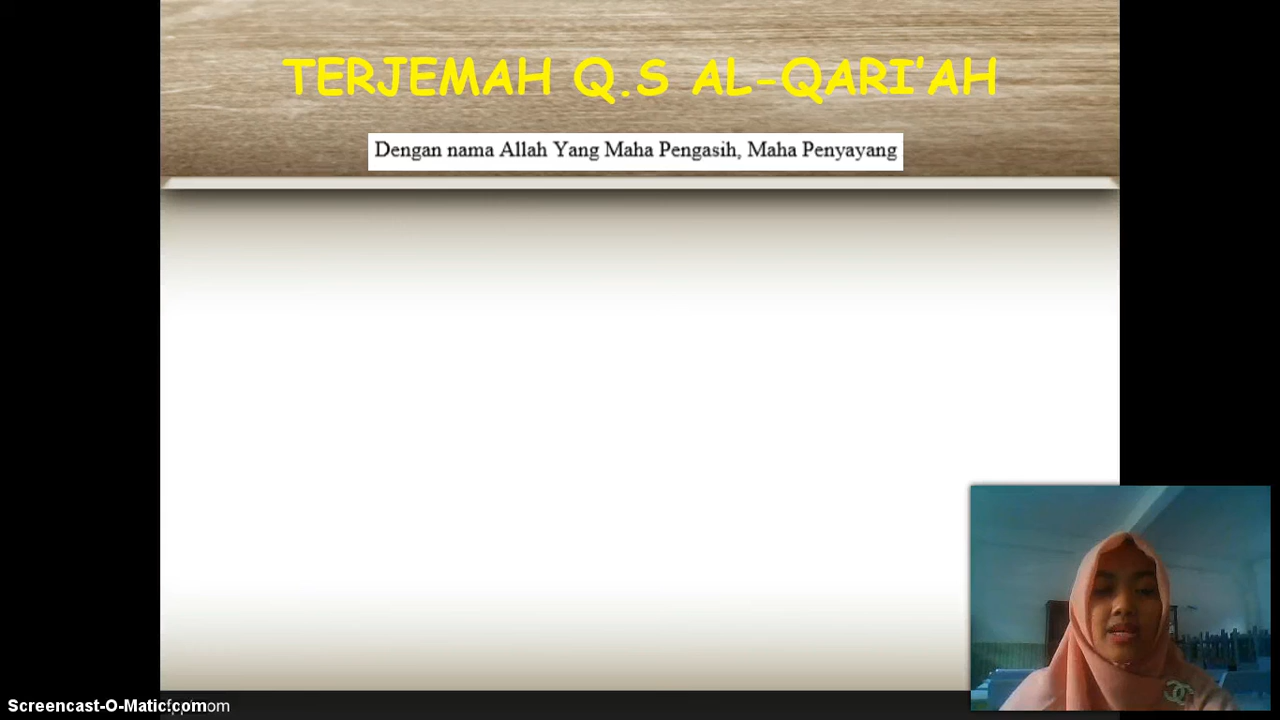 TERJEMAH Q.S AL-QARI'AH
Dengan nama Allah Yang Maha Pengasih, Maha Penyayang
Screencast-O-Matic.com